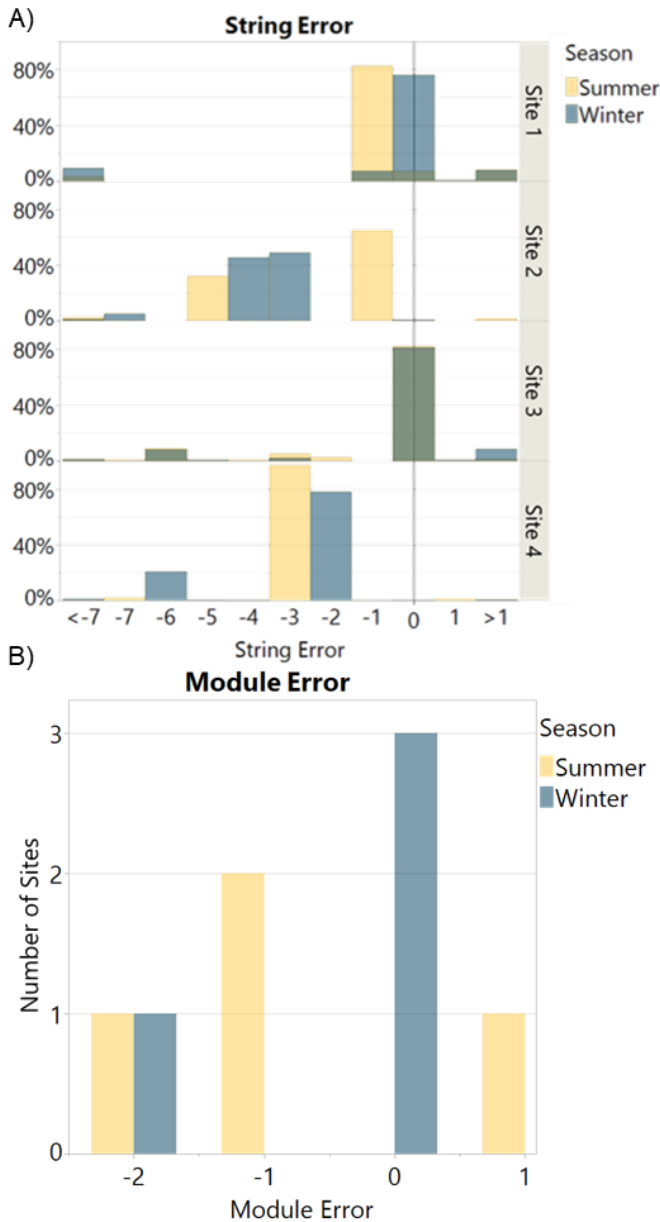 A)
String Error
Season
Summer
Winter
80%
40%
0%
Site 1
80%
40%
0%
Site 2
80%
40%
0%
Site 3
80%
40%
0%
Site 4
<-7 -7 -6 -5 -4 -3 -2 -1 0 1 >1
String Error
B)
Module Error
Season
Summer
Winter
3
2
1
0
Number of Sites
-2 -1 0 1
Module Error